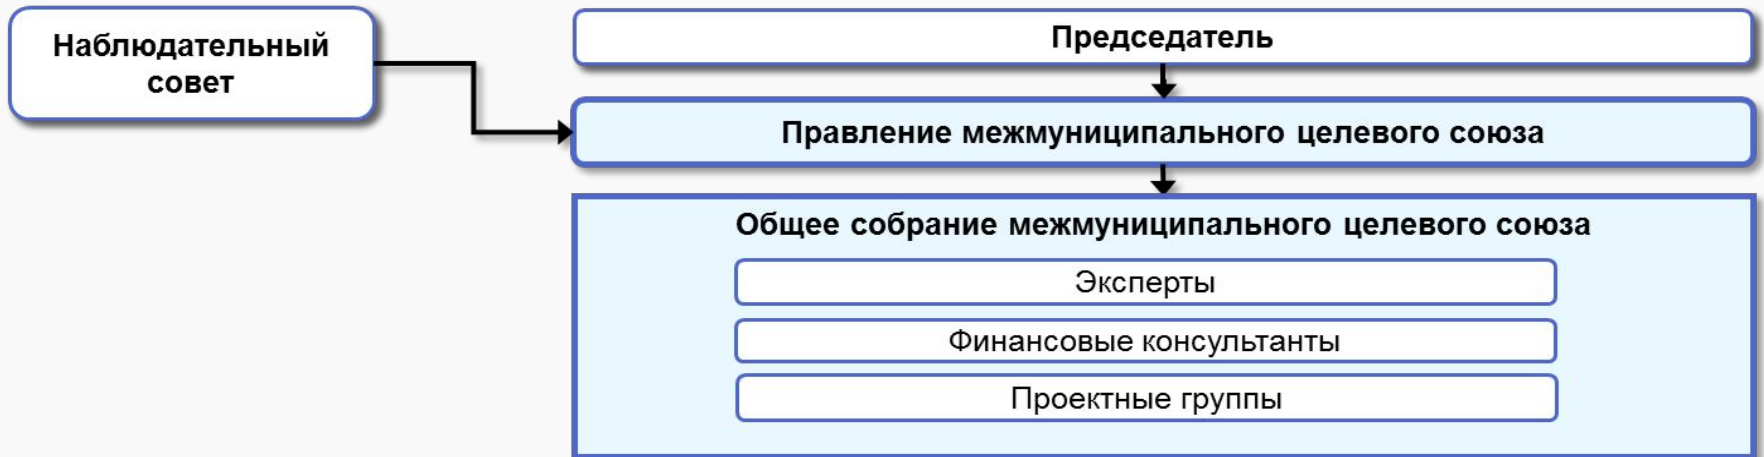 Наблюдательный
совет
Председатель
Правление межмуниципального целевого союза
Общее собрание межмуниципального целевого союза
Эксперты
Финансовые консультанты
Проектные группы